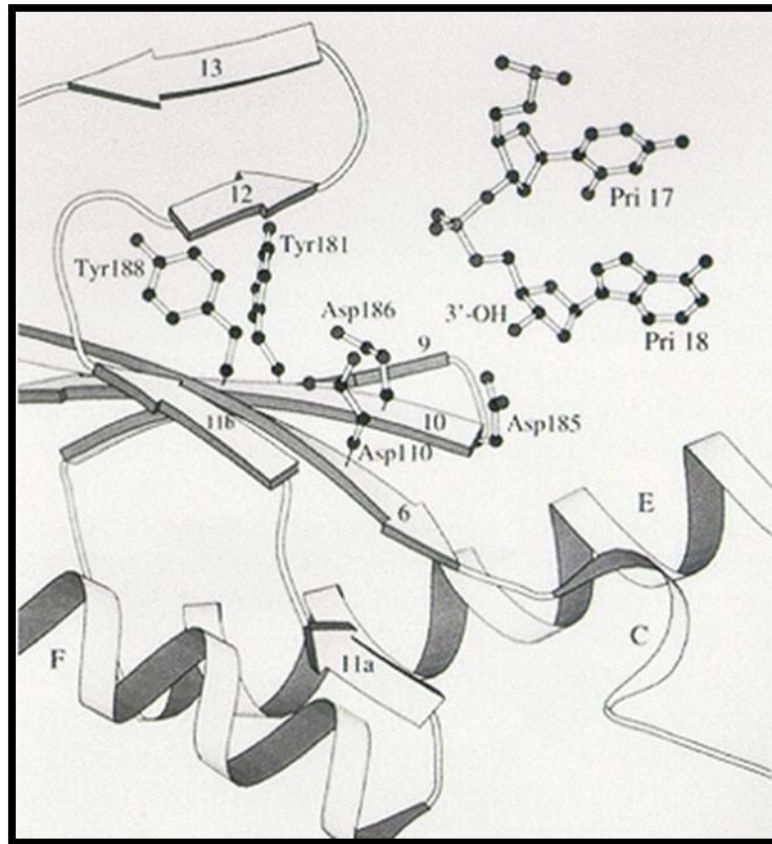 13
12
Tyr181
Tyr188
Pri 17
Asp186
3'-OH
9
Pri 18
10
11b
Asp185
Asp110
6
E
C
F
11a